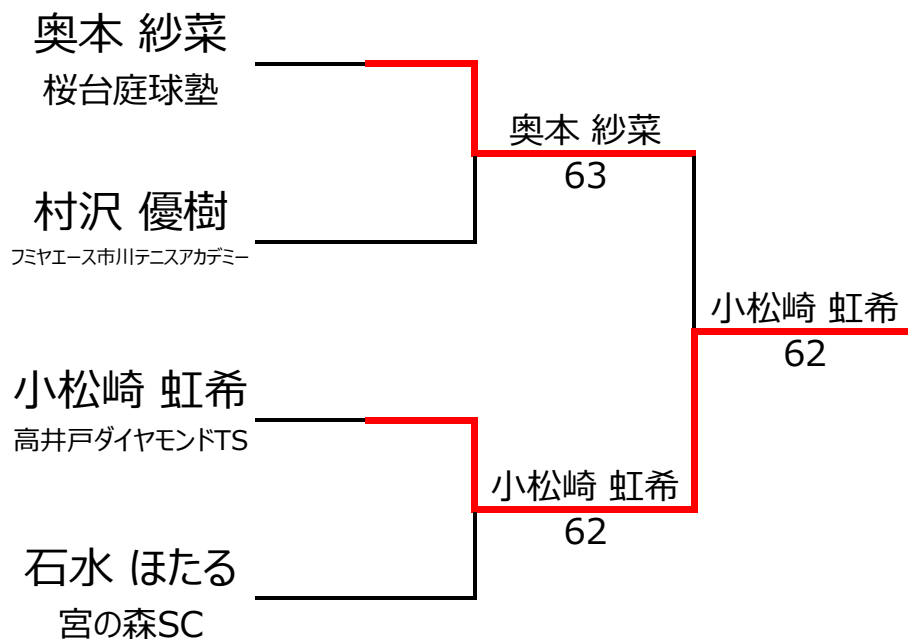 奥本 紗菜
桜台庭球塾
奥本 紗菜
63
村沢 優樹
フミヤエース市川テニスアカデミー
小松崎 虹希
62
小松崎 虹希
高井戸ダイヤモンドTS
小松崎 虹希
62
石水 ほたる
宮の森SC